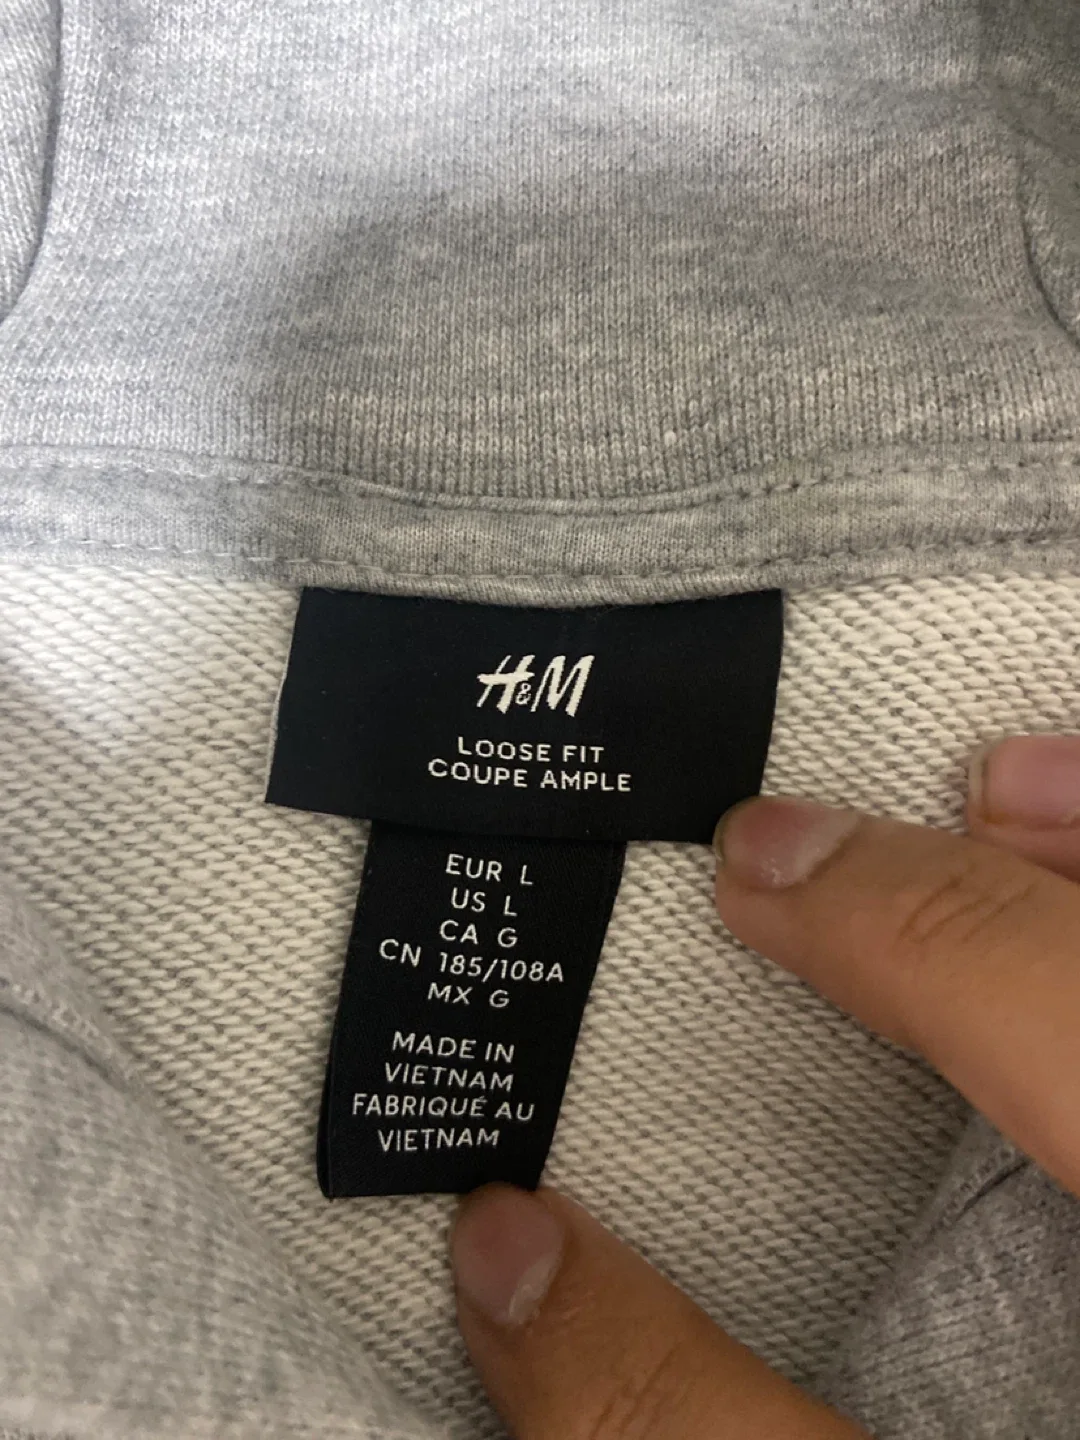 H&M
LOOSE FIT
COUPE AMPLE
EUR L
US L
CA G
CN 185/108A
MX G
MADE IN
VIETNAM
FABRIQUÉ AU
VIETNAM